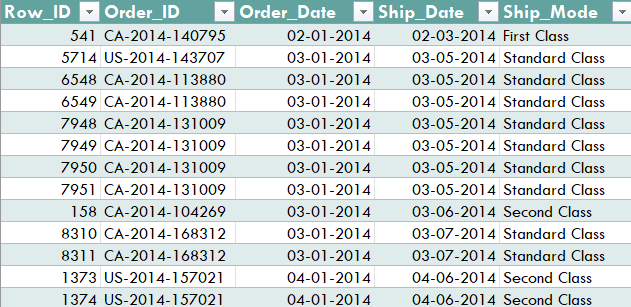 Row_ID Order_ID Order_Date Ship_Date Ship_Mode
541 CA-2014-140795 02-01-2014 02-03-2014 First Class
5714 US-2014-143707 03-01-2014 03-05-2014 Standard Class
6548 CA-2014-113880 03-01-2014 03-05-2014 Standard Class
6549 CA-2014-113880 03-01-2014 03-05-2014 Standard Class
7948 CA-2014-131009 03-01-2014 03-05-2014 Standard Class
7949 CA-2014-131009 03-01-2014 03-05-2014 Standard Class
7950 CA-2014-131009 03-01-2014 03-05-2014 Standard Class
7951 CA-2014-131009 03-01-2014 03-05-2014 Standard Class
158 CA-2014-104269 03-01-2014 03-06-2014 Second Class
8310 CA-2014-168312 03-01-2014 03-07-2014 Standard Class
8311 CA-2014-168312 03-01-2014 03-07-2014 Standard Class
1373 US-2014-157021 04-01-2014 04-06-2014 Second Class
1374 US-2014-157021 04-01-2014 04-06-2014 Second Class